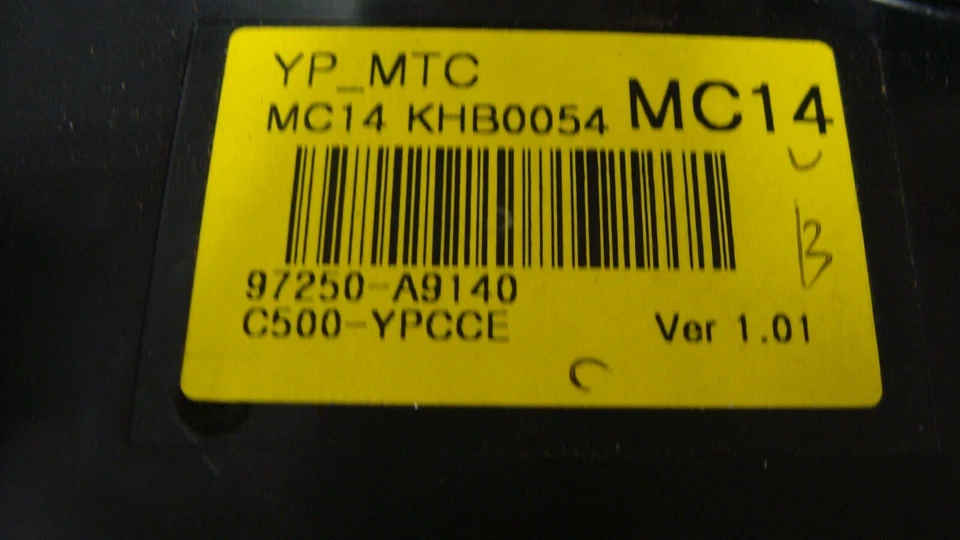 YP_MTC
MC14 KHB0054 MC14
97250-A9140
C500-YPCCE Ver 1.01
B